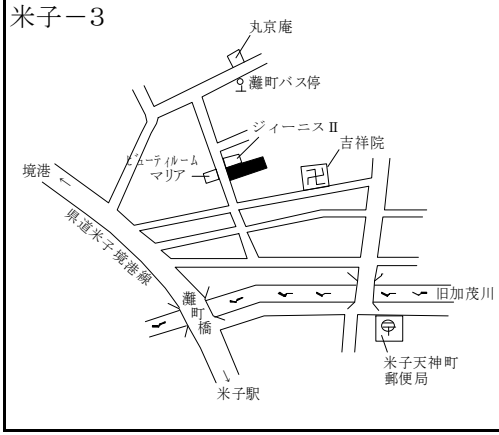 米子－3
丸京庵
灘町バス停
ジィーニスⅡ
吉祥院
ビューティルーム
マリア
境港
←
県道米子境港線
灘町橋
旧加茂川
米子天神町
郵便局
→
米子駅